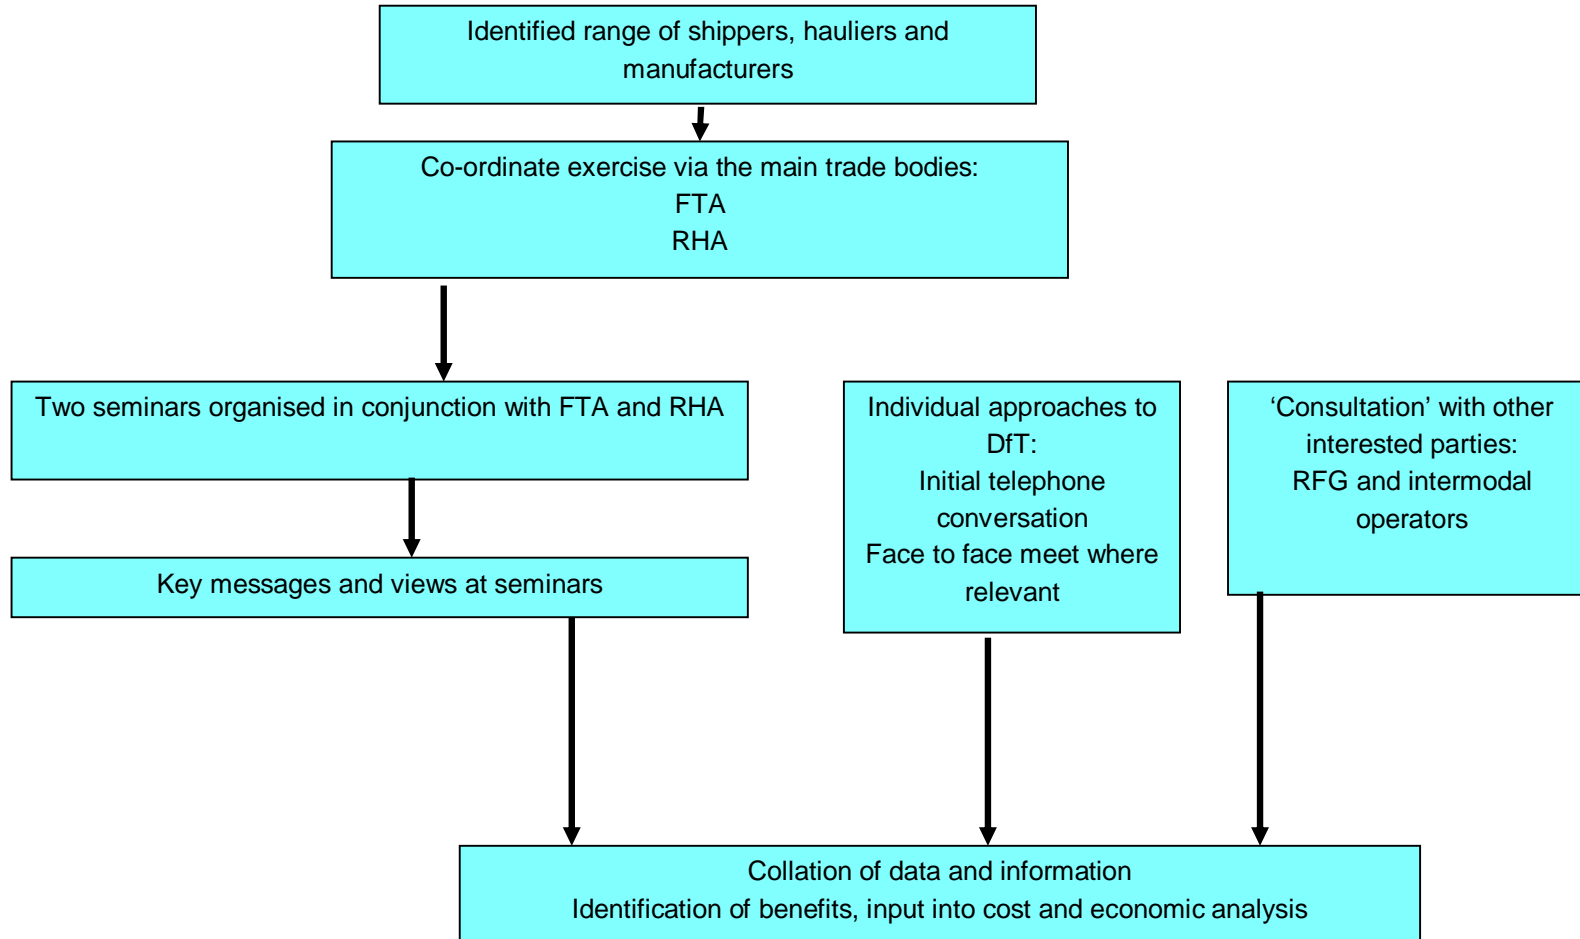 Identified range of shippers, hauliers and
manufacturers
Co-ordinate exercise via the main trade bodies:
FTA
RHA
Two seminars organised in conjunction with FTA and RHA
Key messages and views at seminars
Individual approaches to
DfT:
Initial telephone
conversation
Face to face meet where
relevant
‘Consultation’ with other
interested parties:
RFG and intermodal
operators
Collation of data and information
Identification of benefits, input into cost and economic analysis